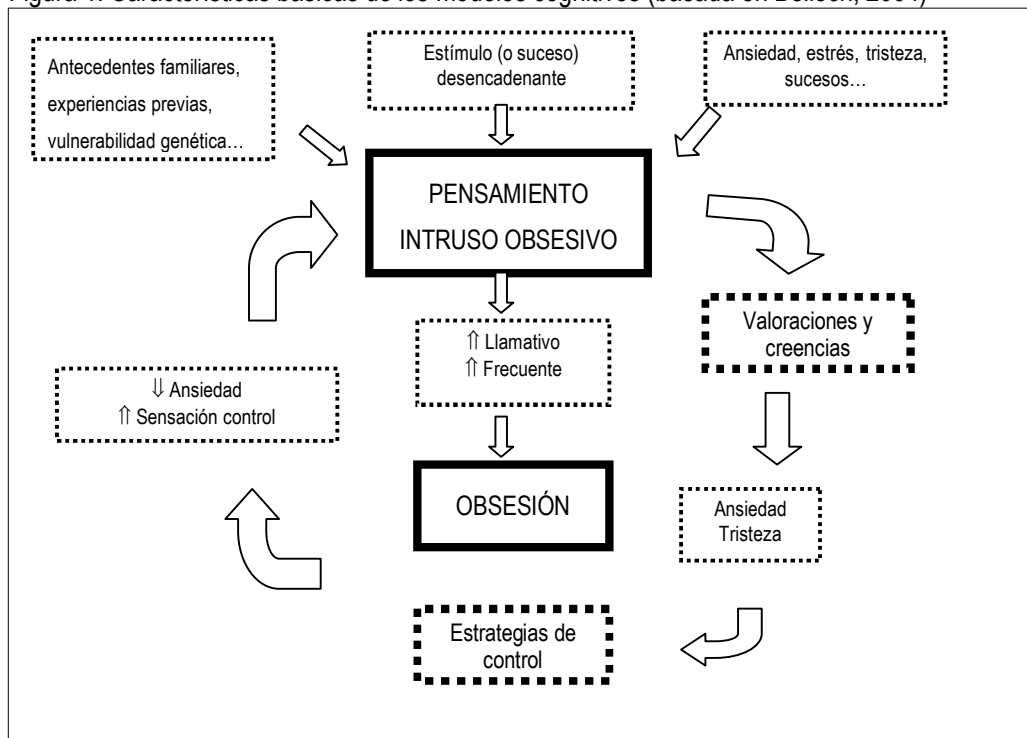 Figura Características básicas de los modelos cognitivos (basada en Belloch, 2004)
Antecedentes familiares,
experiencias previas,
vulnerabilidad genética…
Estímulo (o suceso)
desencadenante
Ansiedad, estrés, tristeza,
sucesos…
PENSAMIENTO
INTRUSO OBSESIVO
⇑ Llamativo
⇑ Frecuente
Valoraciones y
creencias
⇓ Ansiedad
⇑ Sensación control
OBSESIÓN
Ansiedad
Tristeza
Estrategias de
control